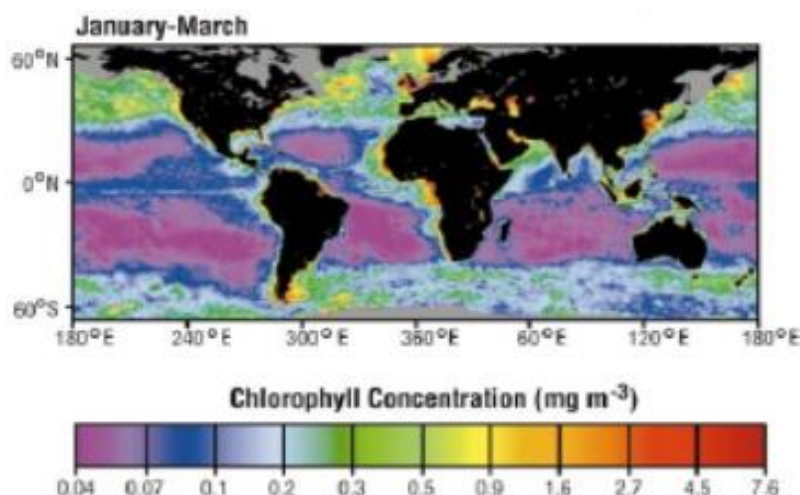 January-March
60°N
0°N
60°S
180°E 240°E 300°E 360°E 60°E 120°E 180°E
Chlorophyll Concentration (mg m⁻³)
0.04 0.07 0.1 0.2 0.3 0.5 0.9 1.6 2.7 4.5 7.6